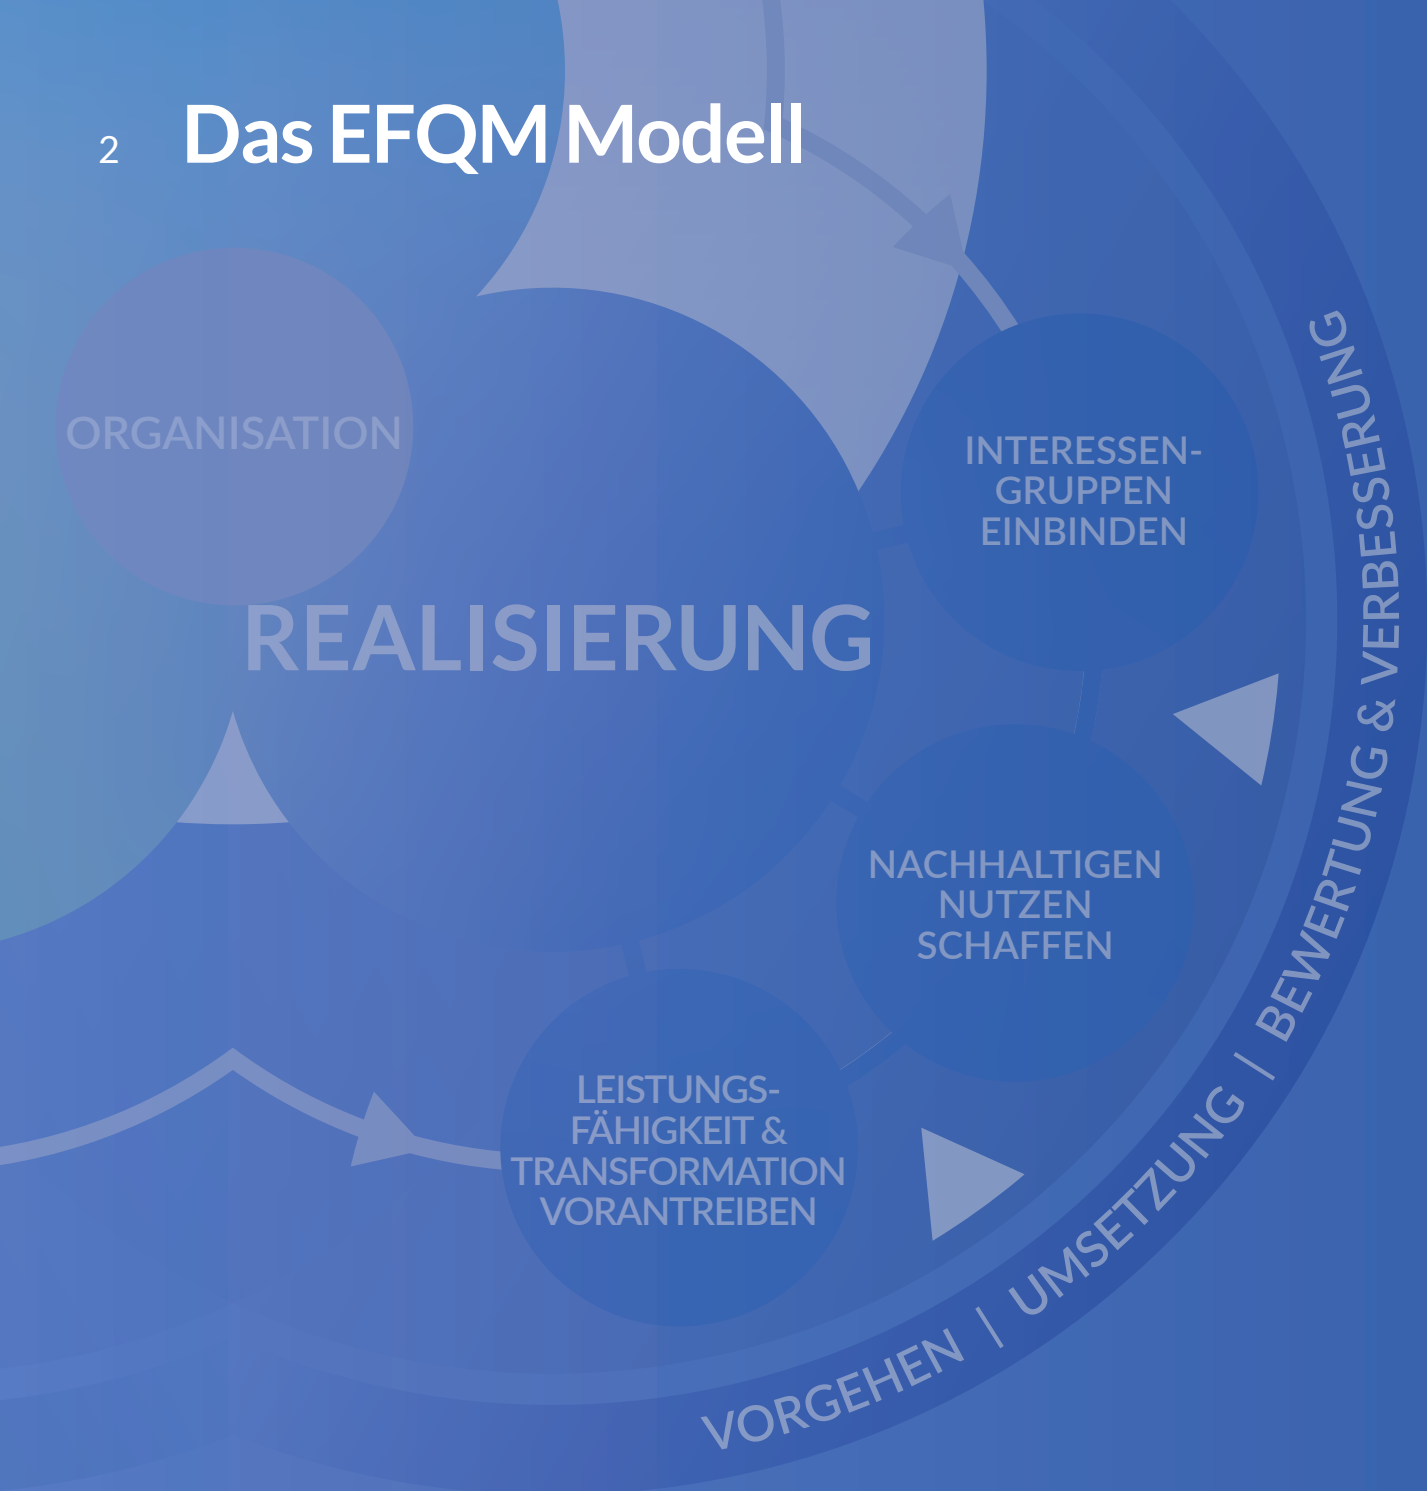 2 Das EFQM Modell
ORGANISATION
INTERESSEN-
GRUPPEN
EINBINDEN
REALISIERUNG
NACHHALTIGEN
NUTZEN
SCHAFFEN
LEISTUNGS-
FÄHIGKEIT &
TRANSFORMATION
VORANTREIBEN
VORGEHEN | UMSETZUNG | BEWERTUNG & VERBESSERUNG